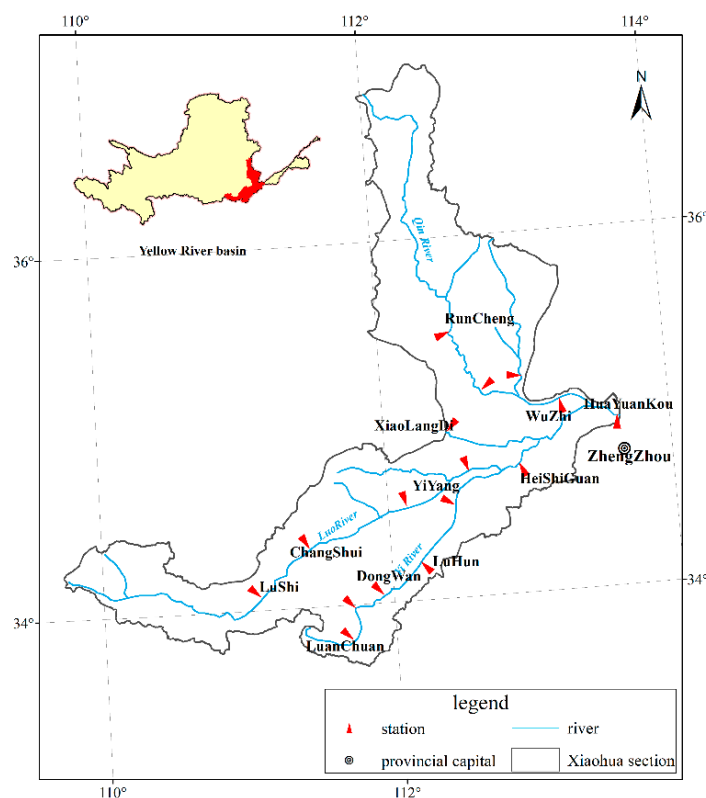 110°
112°
114°
N
36°
Qin River
Yellow River basin
36°
RunCheng
HuaYuanKou
WuZhi
XiaoLangDi
ZhengZhou
HeiShiGuan
YiYang
LuoRiver
ChangShui
Yi River
LuHun
DongWan
LuShi
34°
34°
LuanChuan
legend
station
river
provincial capital
Xiaohua section
110°
112°